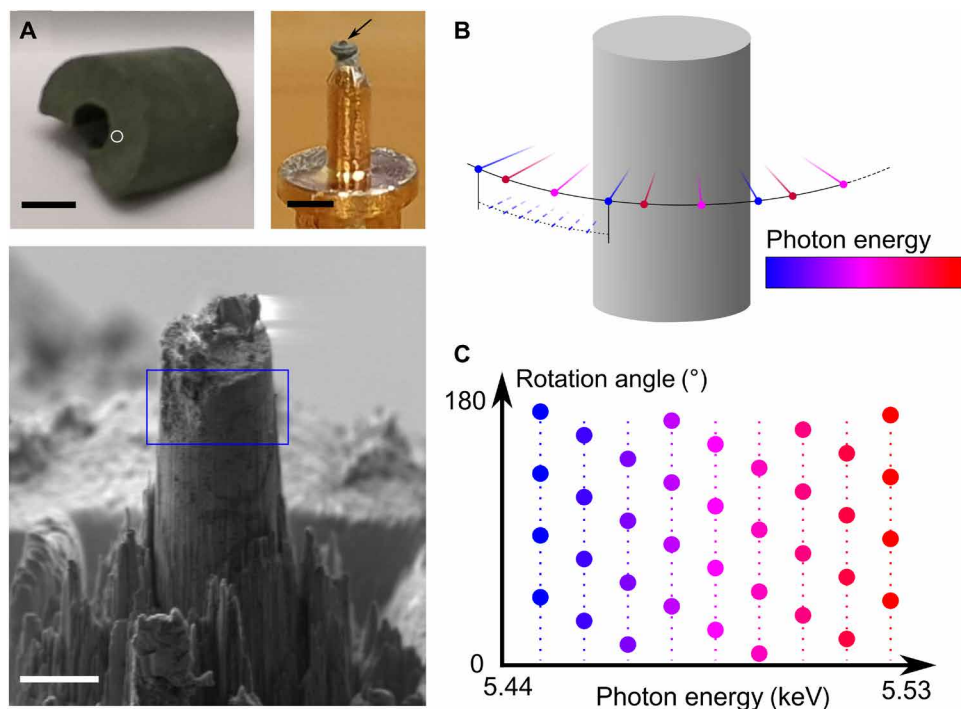 A
B
Photon energy
C
Rotation angle (°)
180
0
5.44
Photon energy (keV)
5.53